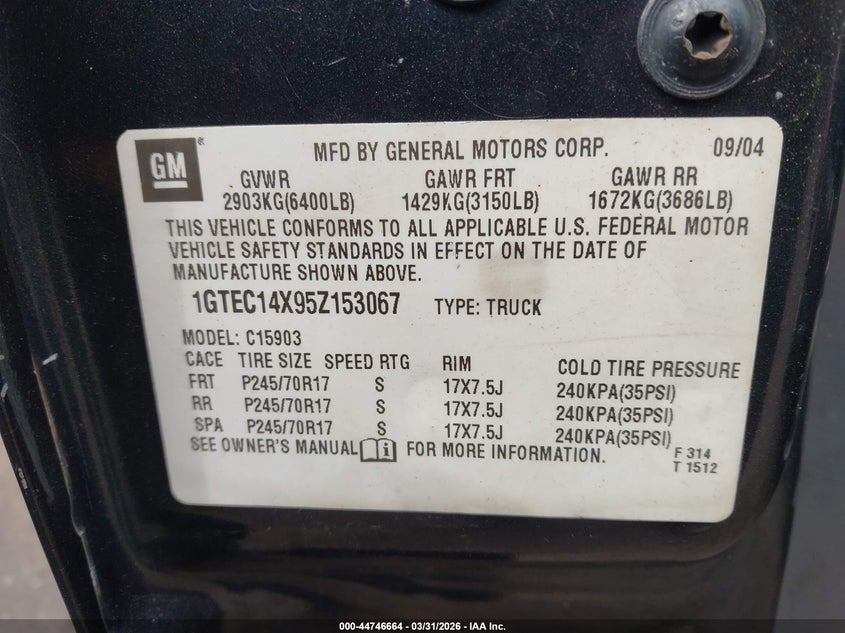 GM ®
MFD BY GENERAL MOTORS CORP. 09/04
GVWR GAWR FRT GAWR RR
2903KG(6400LB) 1429KG(3150LB) 1672KG(3686LB)
THIS VEHICLE CONFORMS TO ALL APPLICABLE U.S. FEDERAL MOTOR
VEHICLE SAFETY STANDARDS IN EFFECT ON THE DATE OF
MANUFACTURE SHOWN ABOVE.
1GTEC14X95Z153067 TYPE: TRUCK
MODEL: C15903
CACE TIRE SIZE SPEED RTG RIM COLD TIRE PRESSURE
FRT P245/70R17 S 17X7.5J 240KPA(35PSI)
RR P245/70R17 S 17X7.5J 240KPA(35PSI)
SPA P245/70R17 S 17X7.5J 240KPA(35PSI)
SEE OWNER'S MANUAL i FOR MORE INFORMATION.
F 314
T 1512
000-44746664 - 03/31/2026 - IAA Inc.